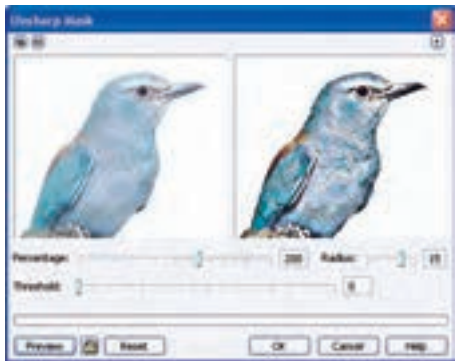 Unsharp Mask
Percentage: 200 Radius: 15
Threshold: 0
Preview Reset OK Cancel Help